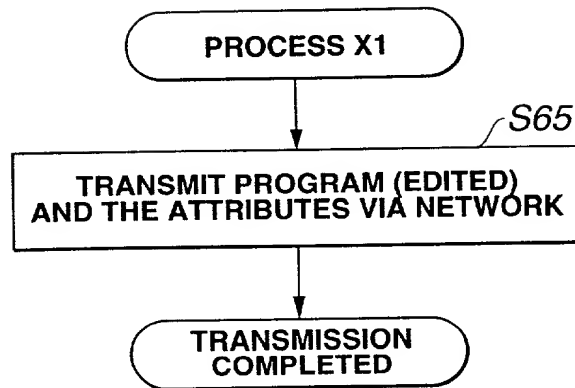 PROCESS X1
S65
TRANSMIT PROGRAM (EDITED)
AND THE ATTRIBUTES VIA NETWORK
TRANSMISSION
COMPLETED